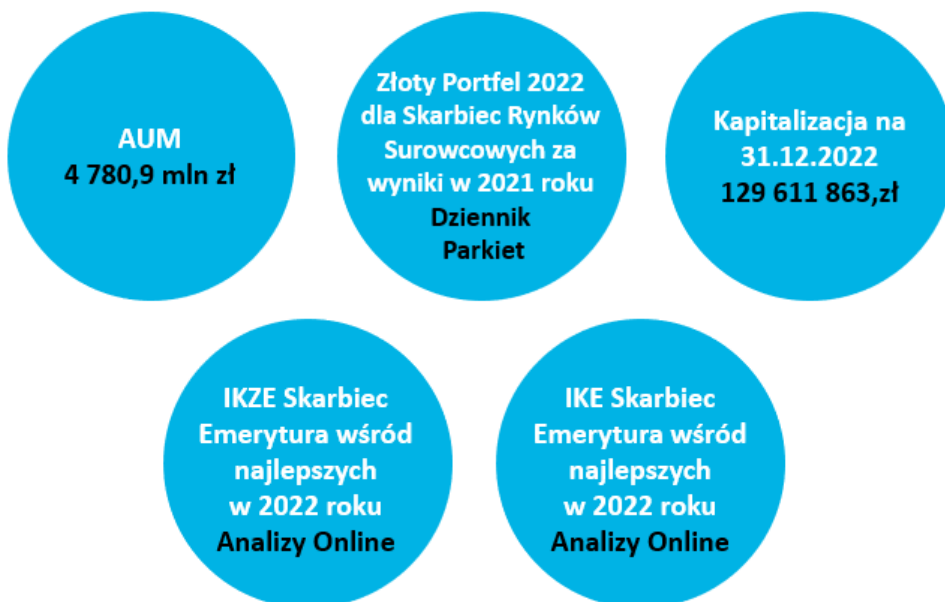 AUM
4 780,9 mln zł
Złoty Portfel 2022
dla Skarbiec Rynków
Surowcowych za
wyniki w 2021 roku
Dziennik
Parkiet
Kapitalizacja na
31.12.2022
129 611 863,zł
IKZE Skarbiec
Emerytura wśród
najlepszych
w 2022 roku
Analizy Online
IKE Skarbiec
Emerytura wśród
najlepszych
w 2022 roku
Analizy Online